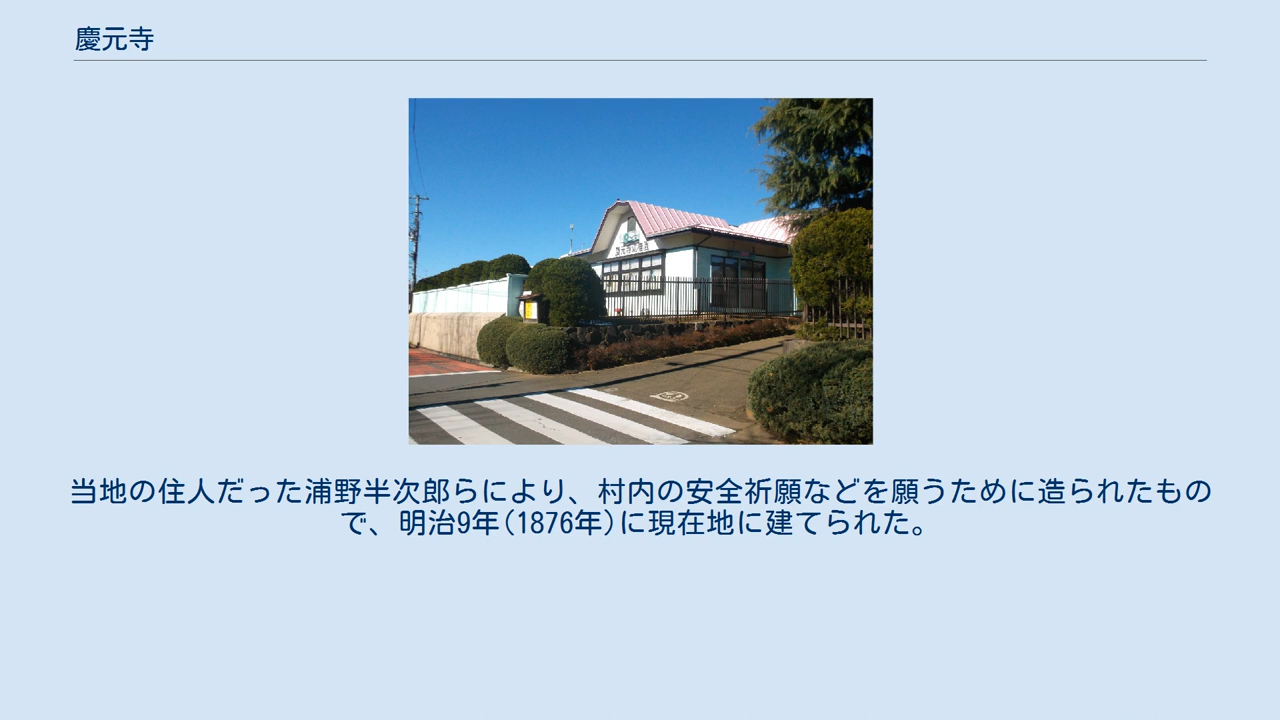 慶元寺
当地の住人だった浦野半次郎らにより、村内の安全祈願などを願うために造られたもの
で、明治9年(1876年)に現在地に建てられた。